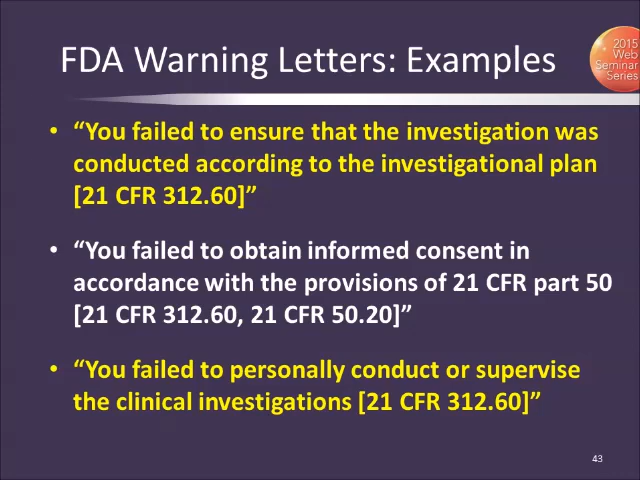 FDA Warning Letters: Examples
2015
Web
Seminar
Series
• “You failed to ensure that the investigation was
conducted according to the investigational plan
[21 CFR 312.60]”
• “You failed to obtain informed consent in
accordance with the provisions of 21 CFR part 50
[21 CFR 312.60, 21 CFR 50.20]”
• “You failed to personally conduct or supervise
the clinical investigations [21 CFR 312.60]”
43